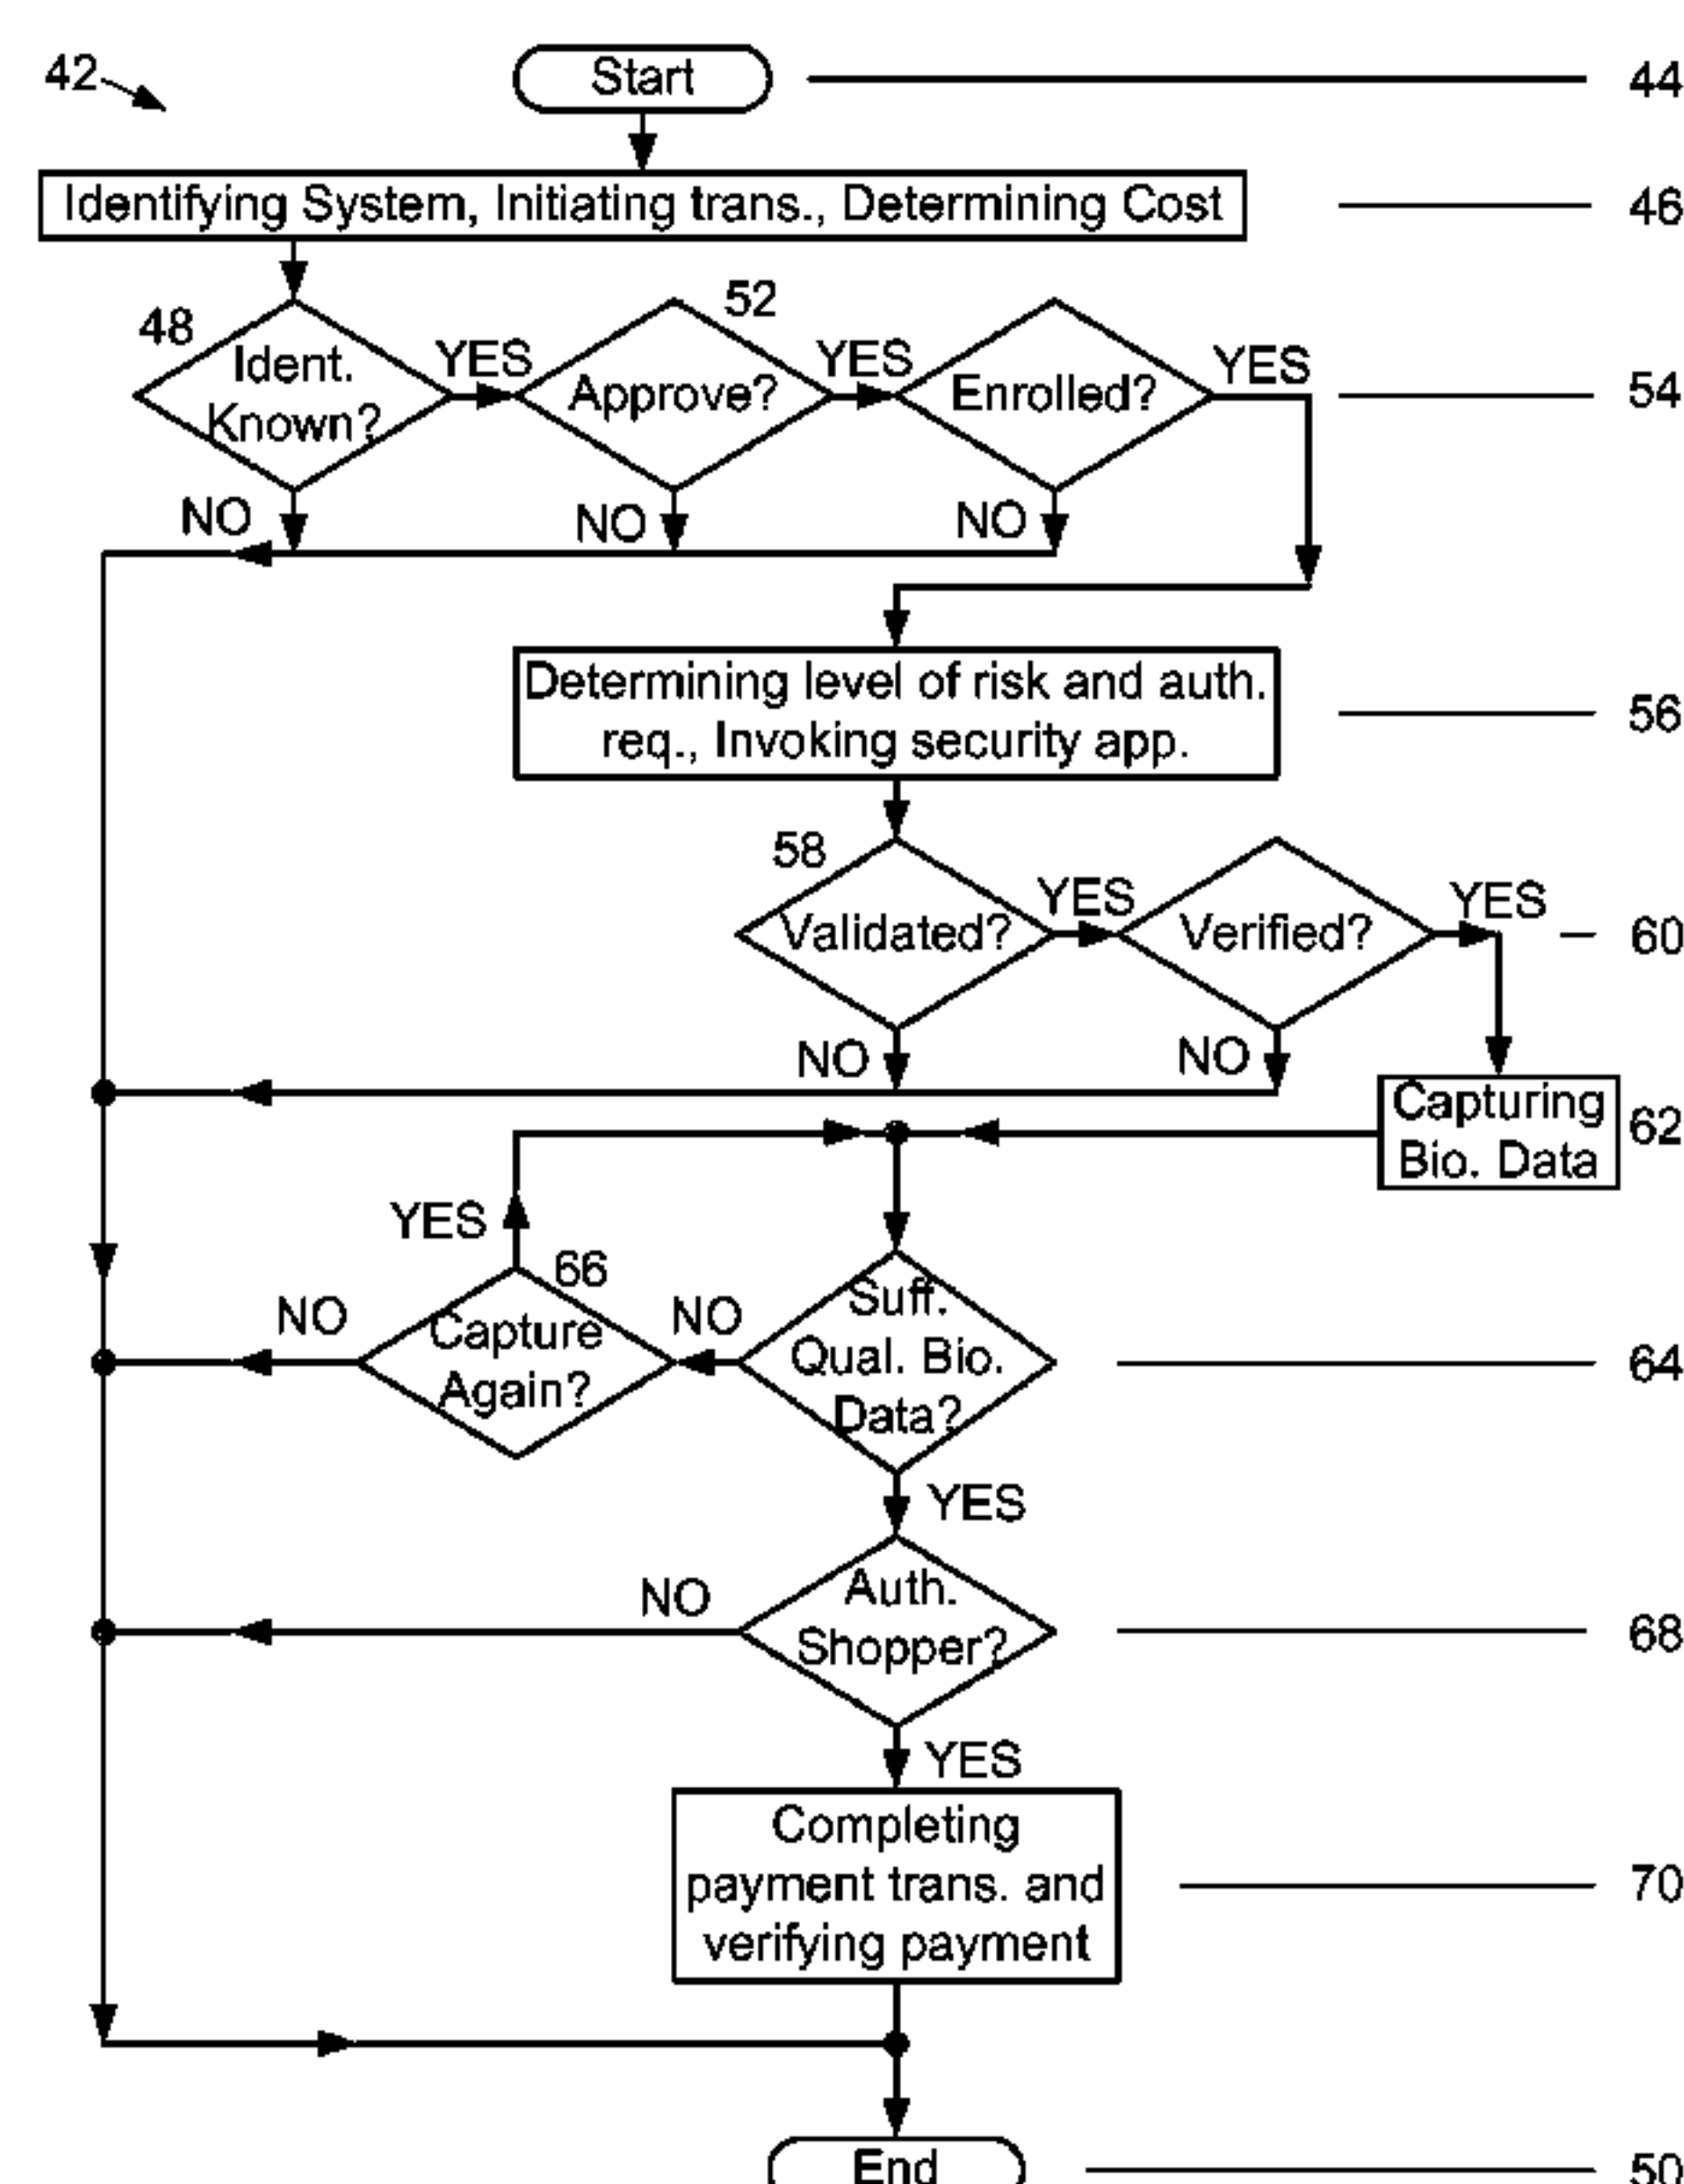 42
Start
44
Identifying System, Initiating trans., Determining Cost
46
48
52
Ident.
Known?
YES
Approve?
YES
Enrolled?
YES
54
NO
NO
NO
Determining level of risk and auth.
req., Invoking security app.
56
58
Validated?
YES
Verified?
YES
60
NO
NO
Capturing
Bio. Data
62
YES
66
NO
Capture
Again?
NO
Suff.
Qual. Bio.
Data?
64
YES
NO
Auth.
Shopper?
68
YES
Completing
payment trans. and
verifying payment
70
End
50